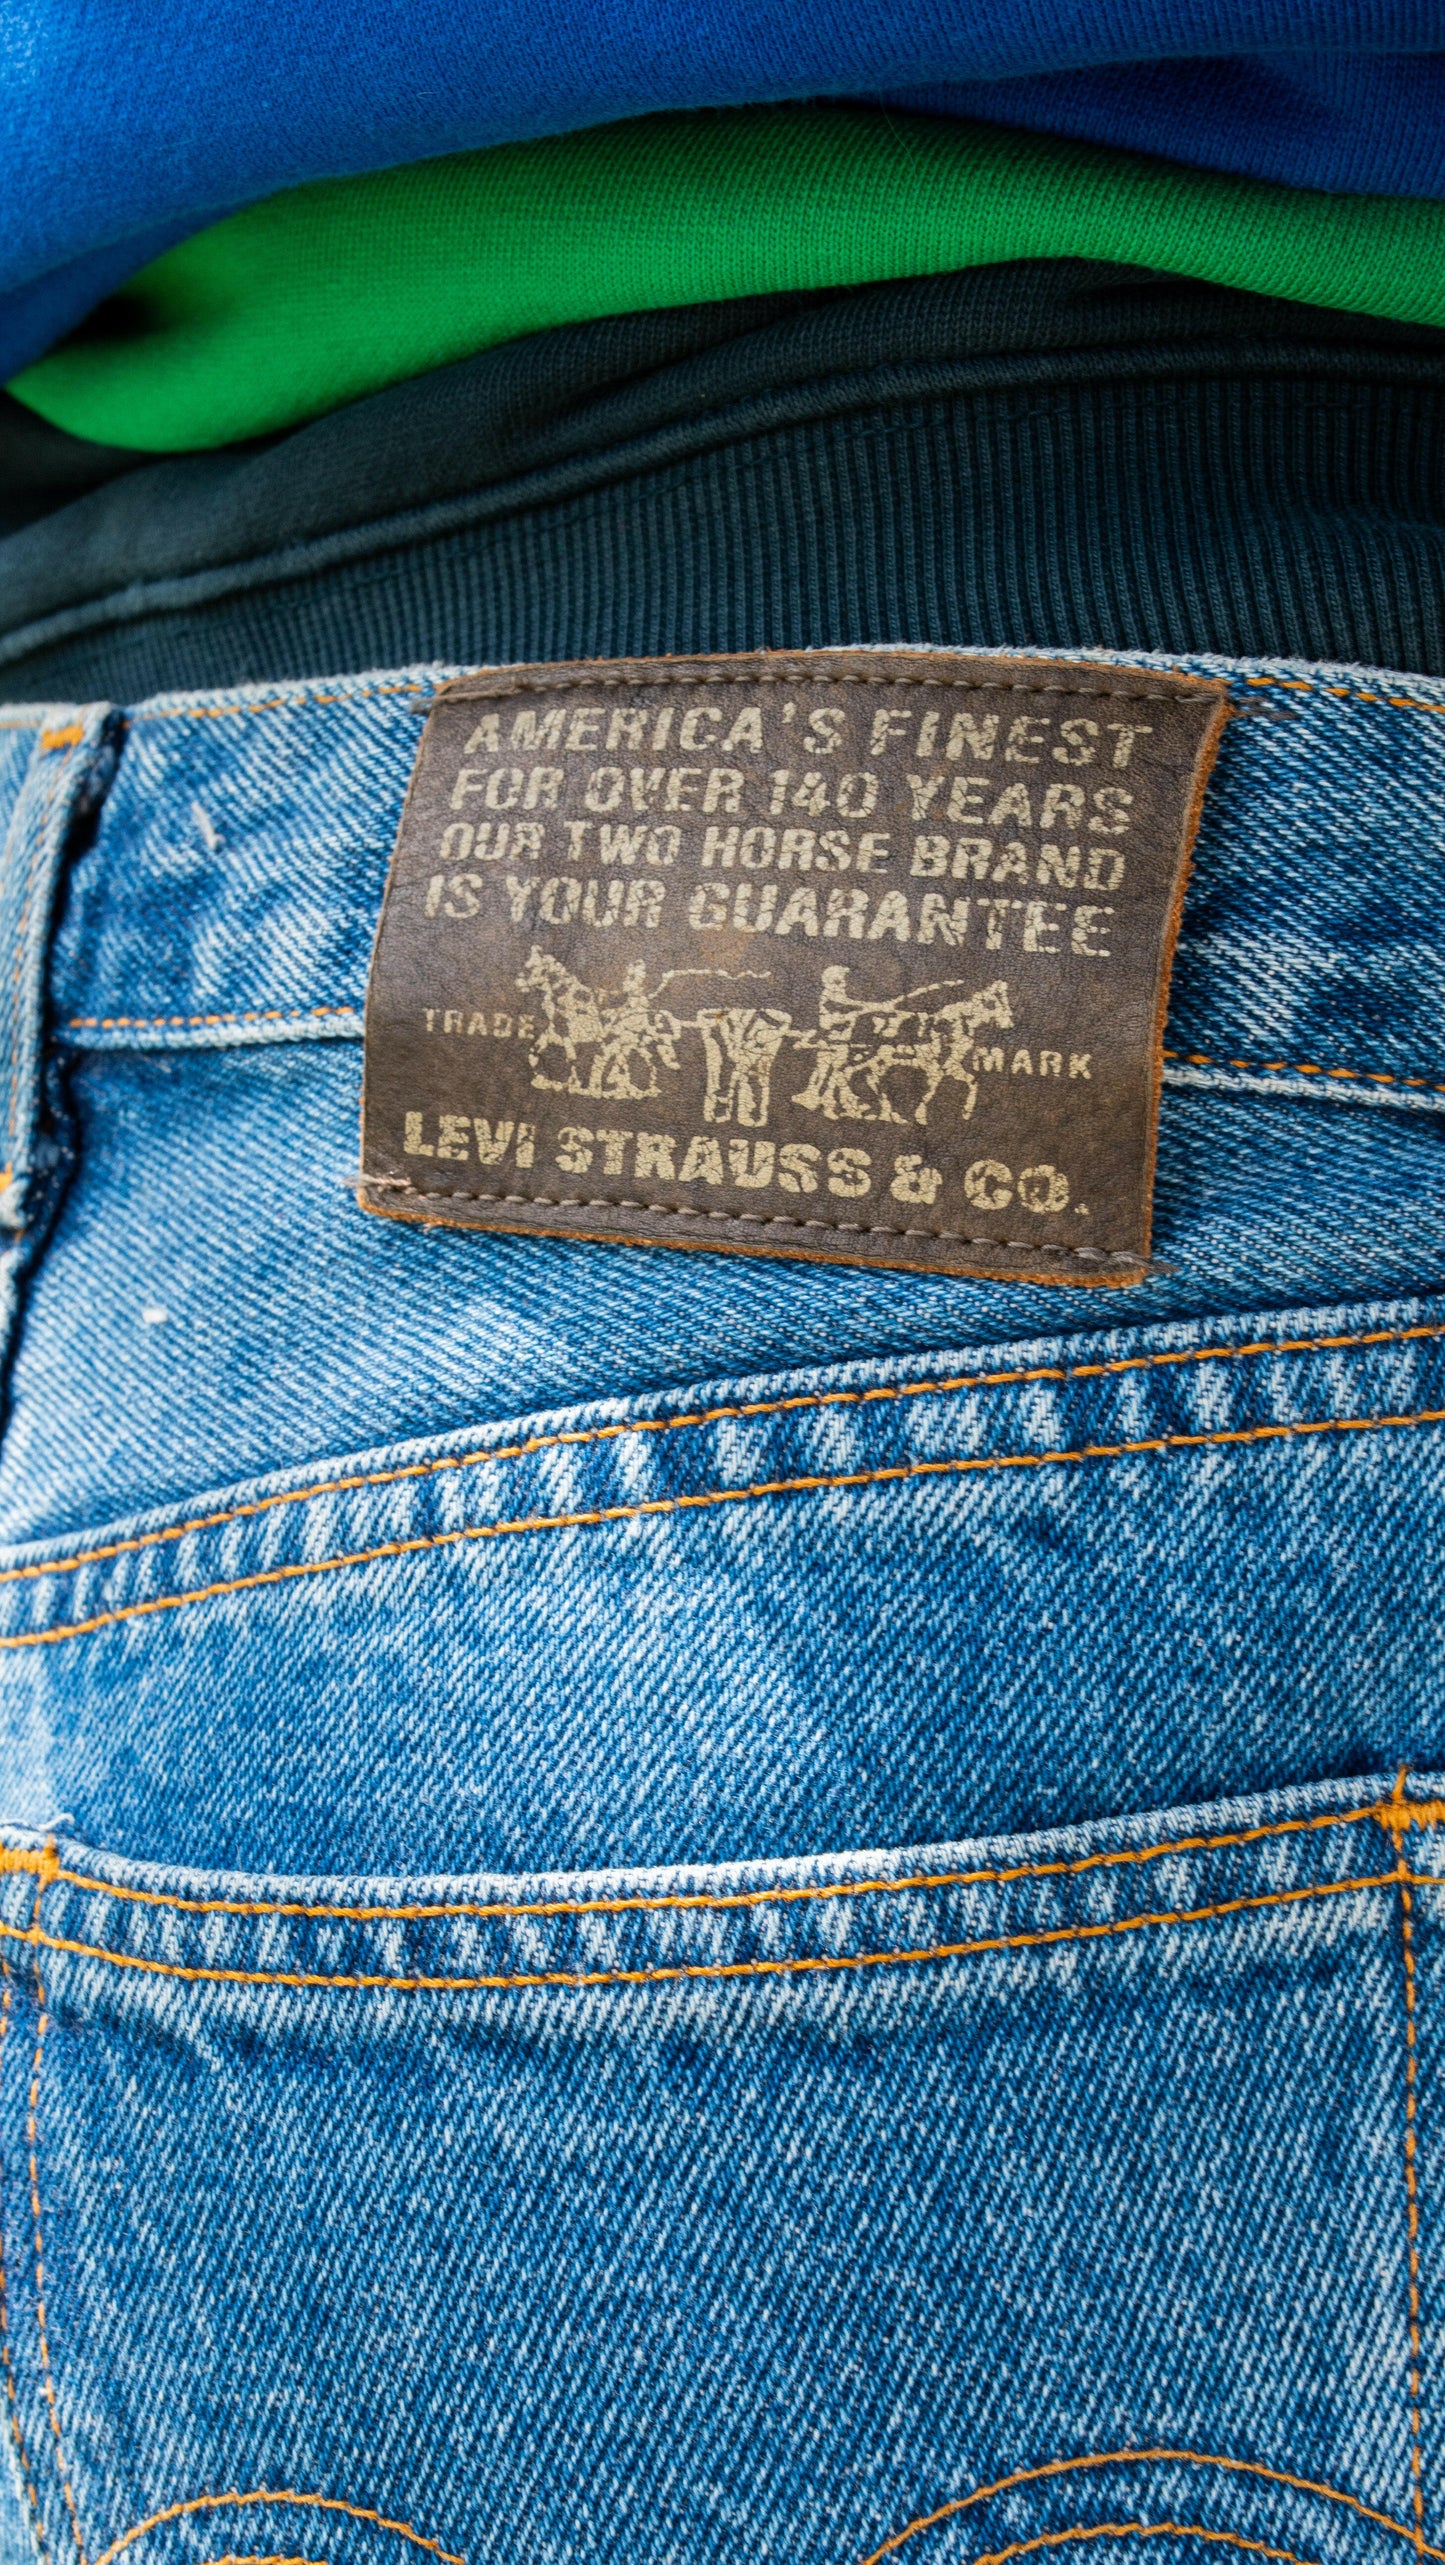 AMERICA'S FINEST
FOR OVER 140 YEARS
OUR TWO HORSE BRAND
IS YOUR GUARANTEE
TRADE MARK
LEVI STRAUSS & CO.